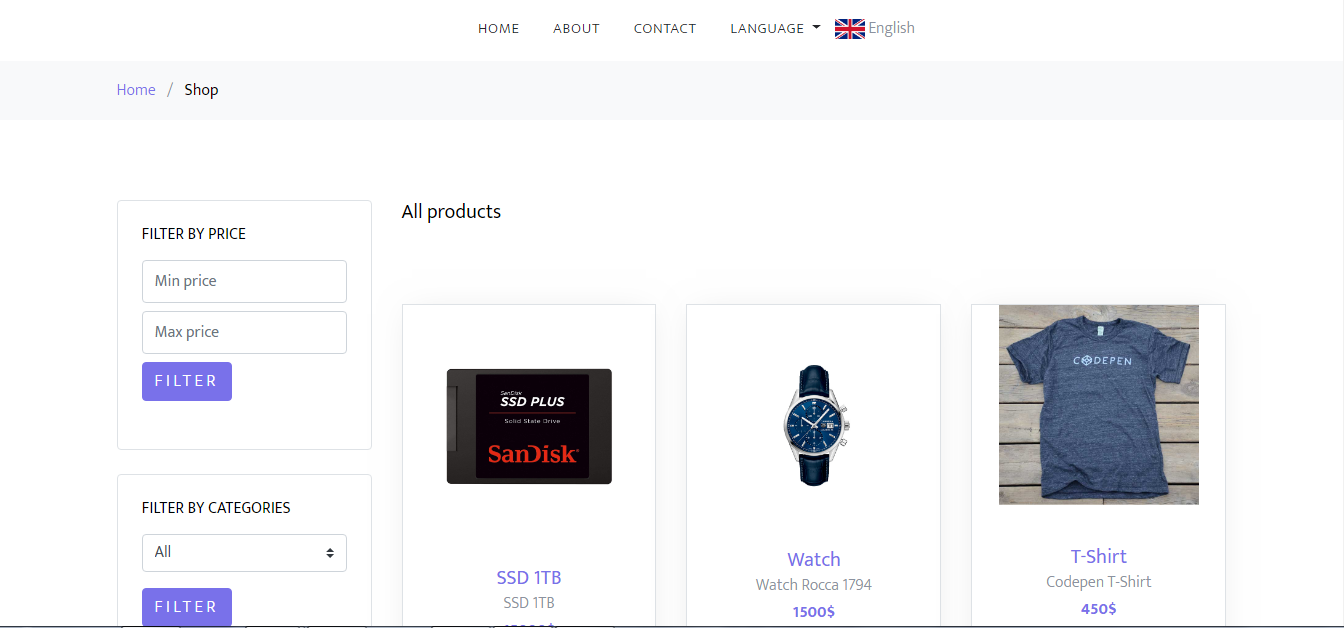 HOME ABOUT CONTACT LANGUAGE English
Home / Shop
FILTER BY PRICE
Min price
Max price
FILTER
FILTER BY CATEGORIES
All
FILTER
All products
SanDisk
SSD PLUS
Solid State Drive
SanDisk
SSD 1TB
SSD 1TB
Watch
Watch Rocca 1794
1500$
CODEPEN
T-Shirt
Codepen T-Shirt
450$